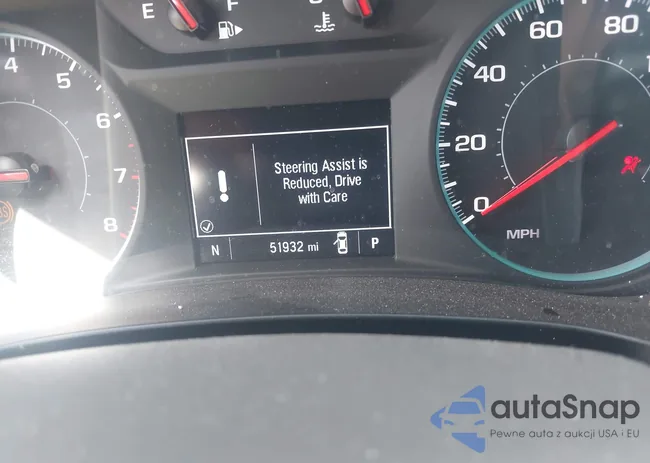 E F C
4 5 6 7 8
20 40 60 80
0
MPH
Steering Assist is
Reduced, Drive
with Care
N 51932 mi P
autaSnap
Pewne auta z aukcji USA i EU